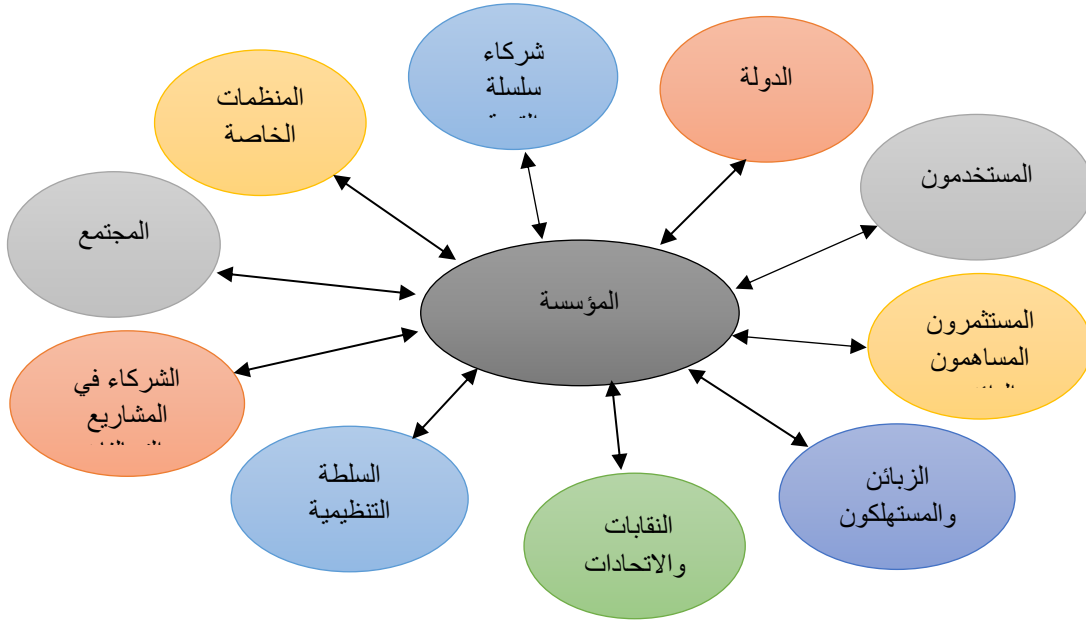 شركاء
سلسلة
الدولة
المنظمات
الخاصة
المستخدمون
المجتمع
المؤسسة
المستثمرون
المساهمون
الشركاء في
المشاريع
الزبائن
والمستهلكون
السلطة
التنظيمية
النقابات
والاتحادات